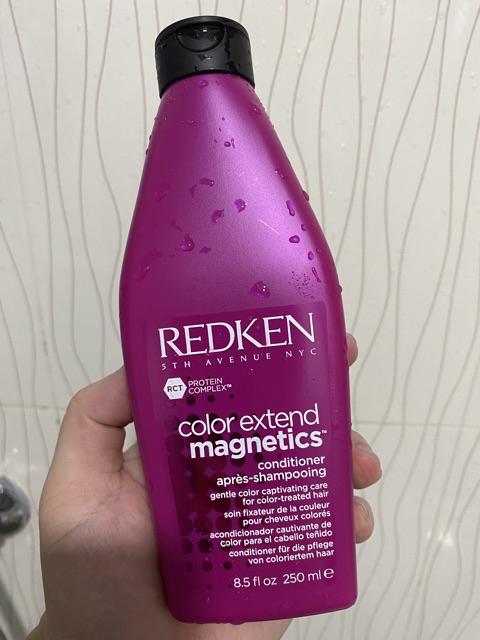 REDKEN
5TH AVENUE NYC
RCT PROTEIN
COMPLEX™
color extend
magnetics™
conditioner
après-shampooing
gentle color captivating care
for color-treated hair
soin fixateur de la couleur
pour cheveux colorés
acondicionador cautivante de
color para el cabello teñido
conditioner für die pflege
von coloriertem haar
8.5 fl oz 250 ml e